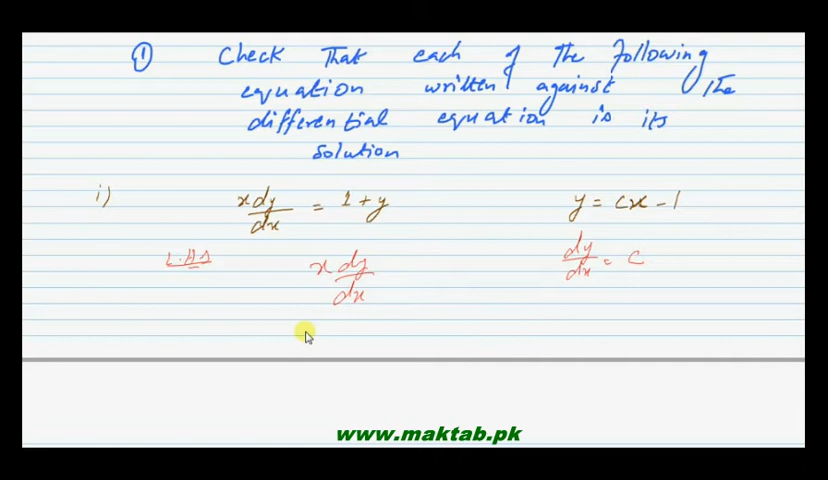 ① Check That each of The Following
equation written against The
differential equation is its
solution
i) x dy/dx = 1 + y y = cx - 1
L.H.S x dy/dx dy/dx = c
www.maktab.pk